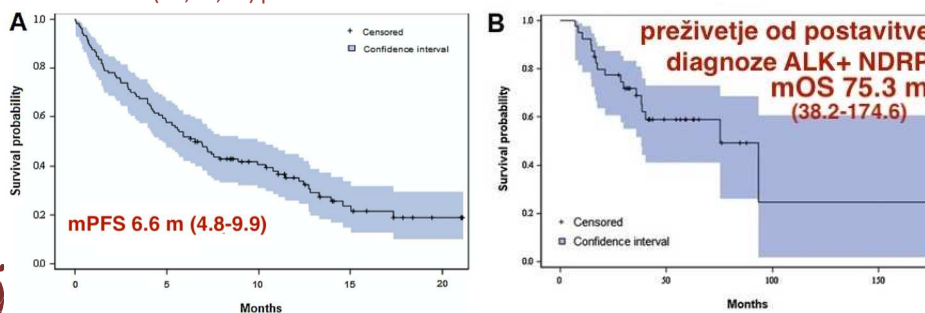 A
1.0
0.8
0.6
0.4
0.2
0.0
Survival probability
Censored
Confidence interval
mPFS 6.6 m (4.8-9.9)
0
5
10
15
20
Months
B
1.0
0.8
0.6
0.4
0.2
0.0
Survival probability
preživetje od postavitve
diagnoze ALK+ NDRP
mOS 75.3 m
(38.2-174.6)
Censored
Confidence interval
0
50
100
150
Months